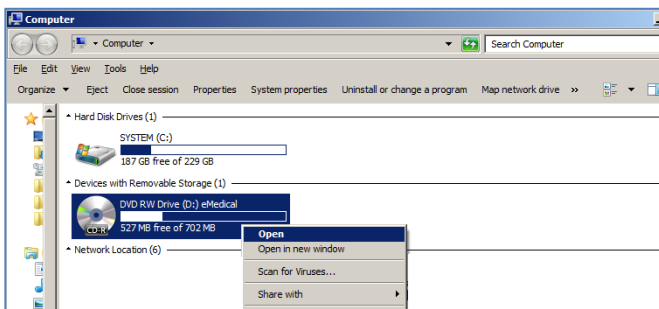 Computer
Computer
Search Computer
File Edit View Tools Help
Organize Eject Close session Properties System properties Uninstall or change a program Map network drive »
Hard Disk Drives (1)
SYSTEM (C:)
187 GB free of 229 GB
Devices with Removable Storage (1)
DVD RW Drive (D:) eMedical
CD-R
527 MB free of 702 MB
Open
Network Location (6)
Open in new window
Scan for Viruses...
Share with